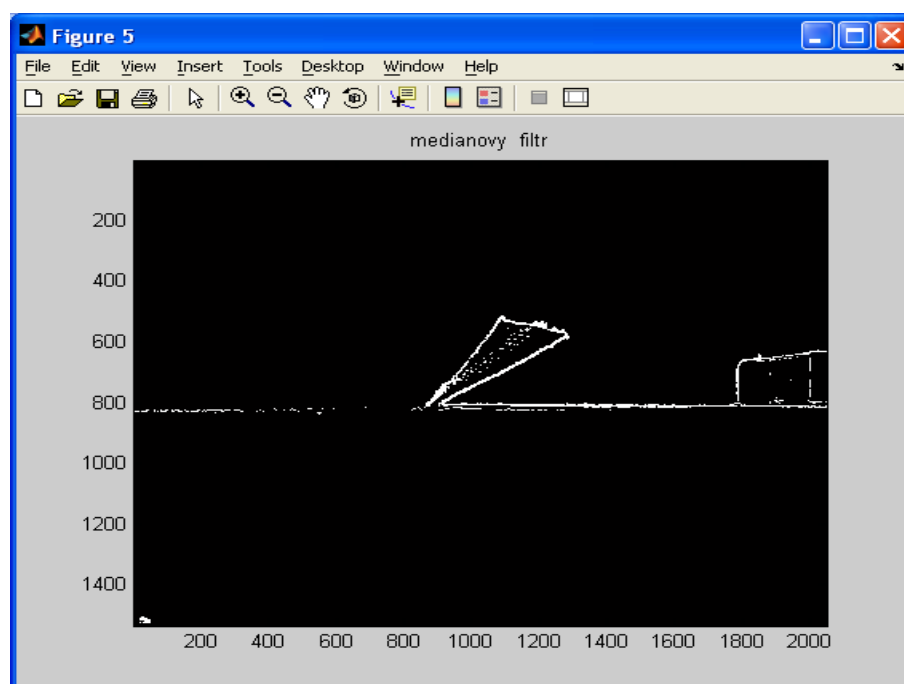 Figure 5
File Edit View Insert Tools Desktop Window Help
medianovy filtr
200
400
600
800
1000
1200
1400
200 400 600 800 1000 1200 1400 1600 1800 2000